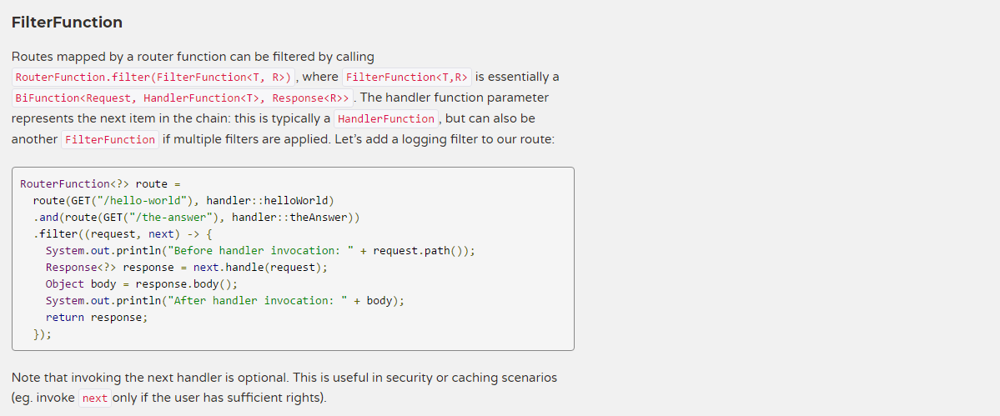 FilterFunction
Routes mapped by a router function can be filtered by calling
RouterFunction.filter(FilterFunction<T, R>), where FilterFunction<T,R> is essentially a
BiFunction<Request, HandlerFunction<T>, Response<R>>. The handler function parameter
represents the next item in the chain: this is typically a HandlerFunction, but can also be
another FilterFunction if multiple filters are applied. Let’s add a logging filter to our route:
RouterFunction<?> route =
  route(GET("/hello-world"), handler::helloWorld)
  .and(route(GET("/the-answer"), handler::theAnswer))
  .filter((request, next) -> {
    System.out.println("Before handler invocation: " + request.path());
    Response<?> response = next.handle(request);
    Object body = response.body();
    System.out.println("After handler invocation: " + body);
    return response;
  });
Note that invoking the next handler is optional. This is useful in security or caching scenarios
(eg. invoke next only if the user has sufficient rights).